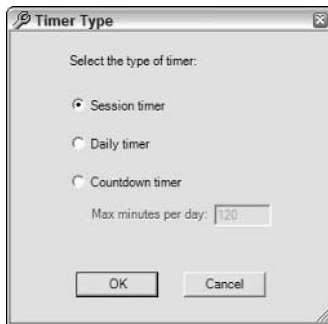 Timer Type
Select the type of timer:
Session timer
Daily timer
Countdown timer
Max minutes per day: 120
OK Cancel